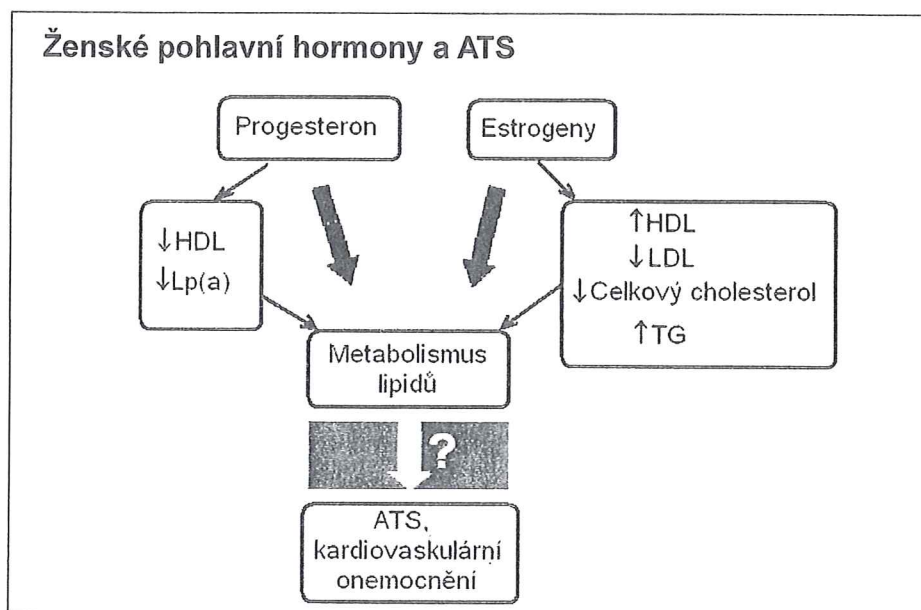 Ženské pohlavní hormony a ATS
Progesteron
Estrogeny
↓HDL
↓Lp(a)
↑HDL
↓LDL
↓Celkový cholesterol
↑TG
Metabolismus
lipidů
?
ATS,
kardiovaskulární
onemocnění